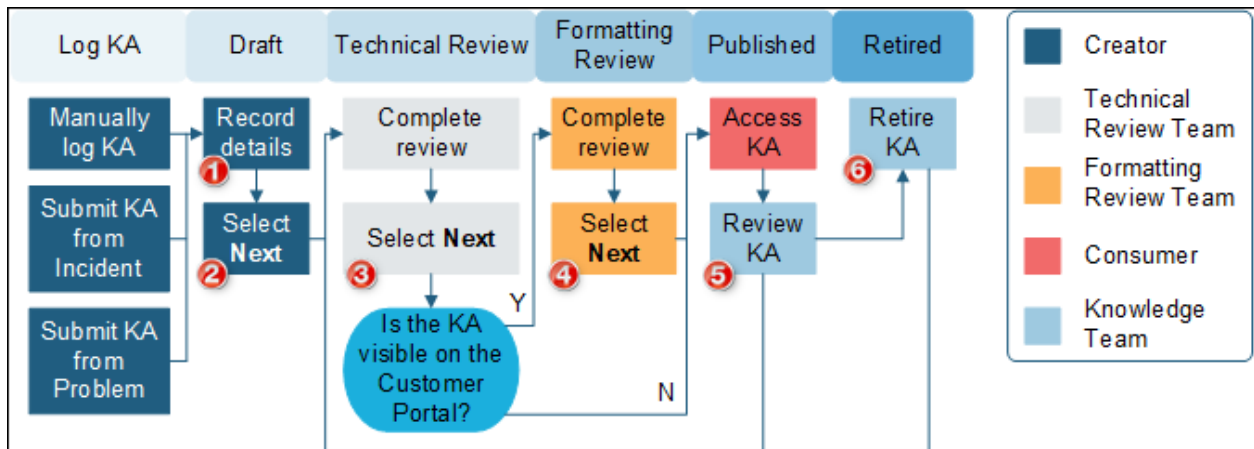 Log KA
Draft
Technical Review
Formatting
Review
Published
Retired
Manually
log KA
Submit KA
from
Incident
Submit KA
from
Problem
Record
details
1
Select
Next
2
Complete
review
Select Next
3
Is the KA
visible on the
Customer
Portal?
Y
N
Complete
review
Select
Next
4
Access
KA
Review
KA
5
Retire
KA
6
Creator
Technical
Review Team
Formatting
Review Team
Consumer
Knowledge
Team